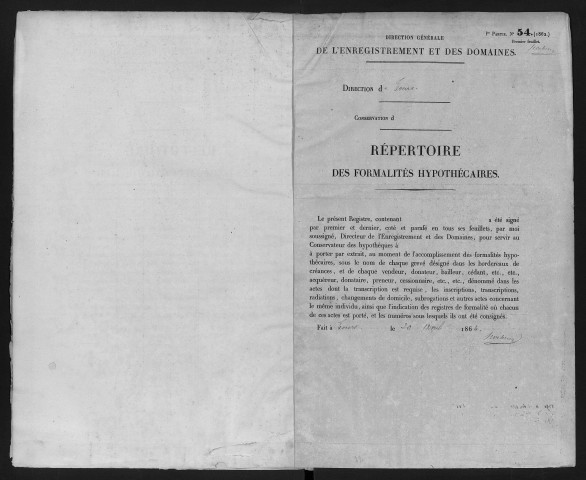 DIRECTION GÉNÉRALE
Iʳᵉ PARTIE. Nº 54. (1862.)
Premier feuillet.
DE L'ENREGISTREMENT ET DES DOMAINES.
DIRECTION d
CONSERVATION d
RÉPERTOIRE
DES FORMALITÉS HYPOTHÉCAIRES.
Le présent Registre, contenant a été signé
par premier et dernier, coté et parafé en tous ses feuillets, par moi
soussigné, Directeur de l'Enregistrement et des Domaines, pour servir au
Conservateur des hypothèques à
à porter par extrait, au moment de l'accomplissement des formalités hypo-
thécaires, sous le nom de chaque grevé désigné dans les bordereaux de
créances, et de chaque vendeur, donateur, bailleur, cédant, etc., etc.,
acquéreur, donataire, preneur, cessionnaire, etc., etc., dénommé dans les
actes dont la transcription est requise, les inscriptions, transcriptions,
radiations, changements de domicile, subrogations et autres actes concernant
le même individu, ainsi que l'indication des registres de formalité où chacun
de ces actes est porté, et les numéros sous lesquels ils ont été consignés.
Fait à le 20 186